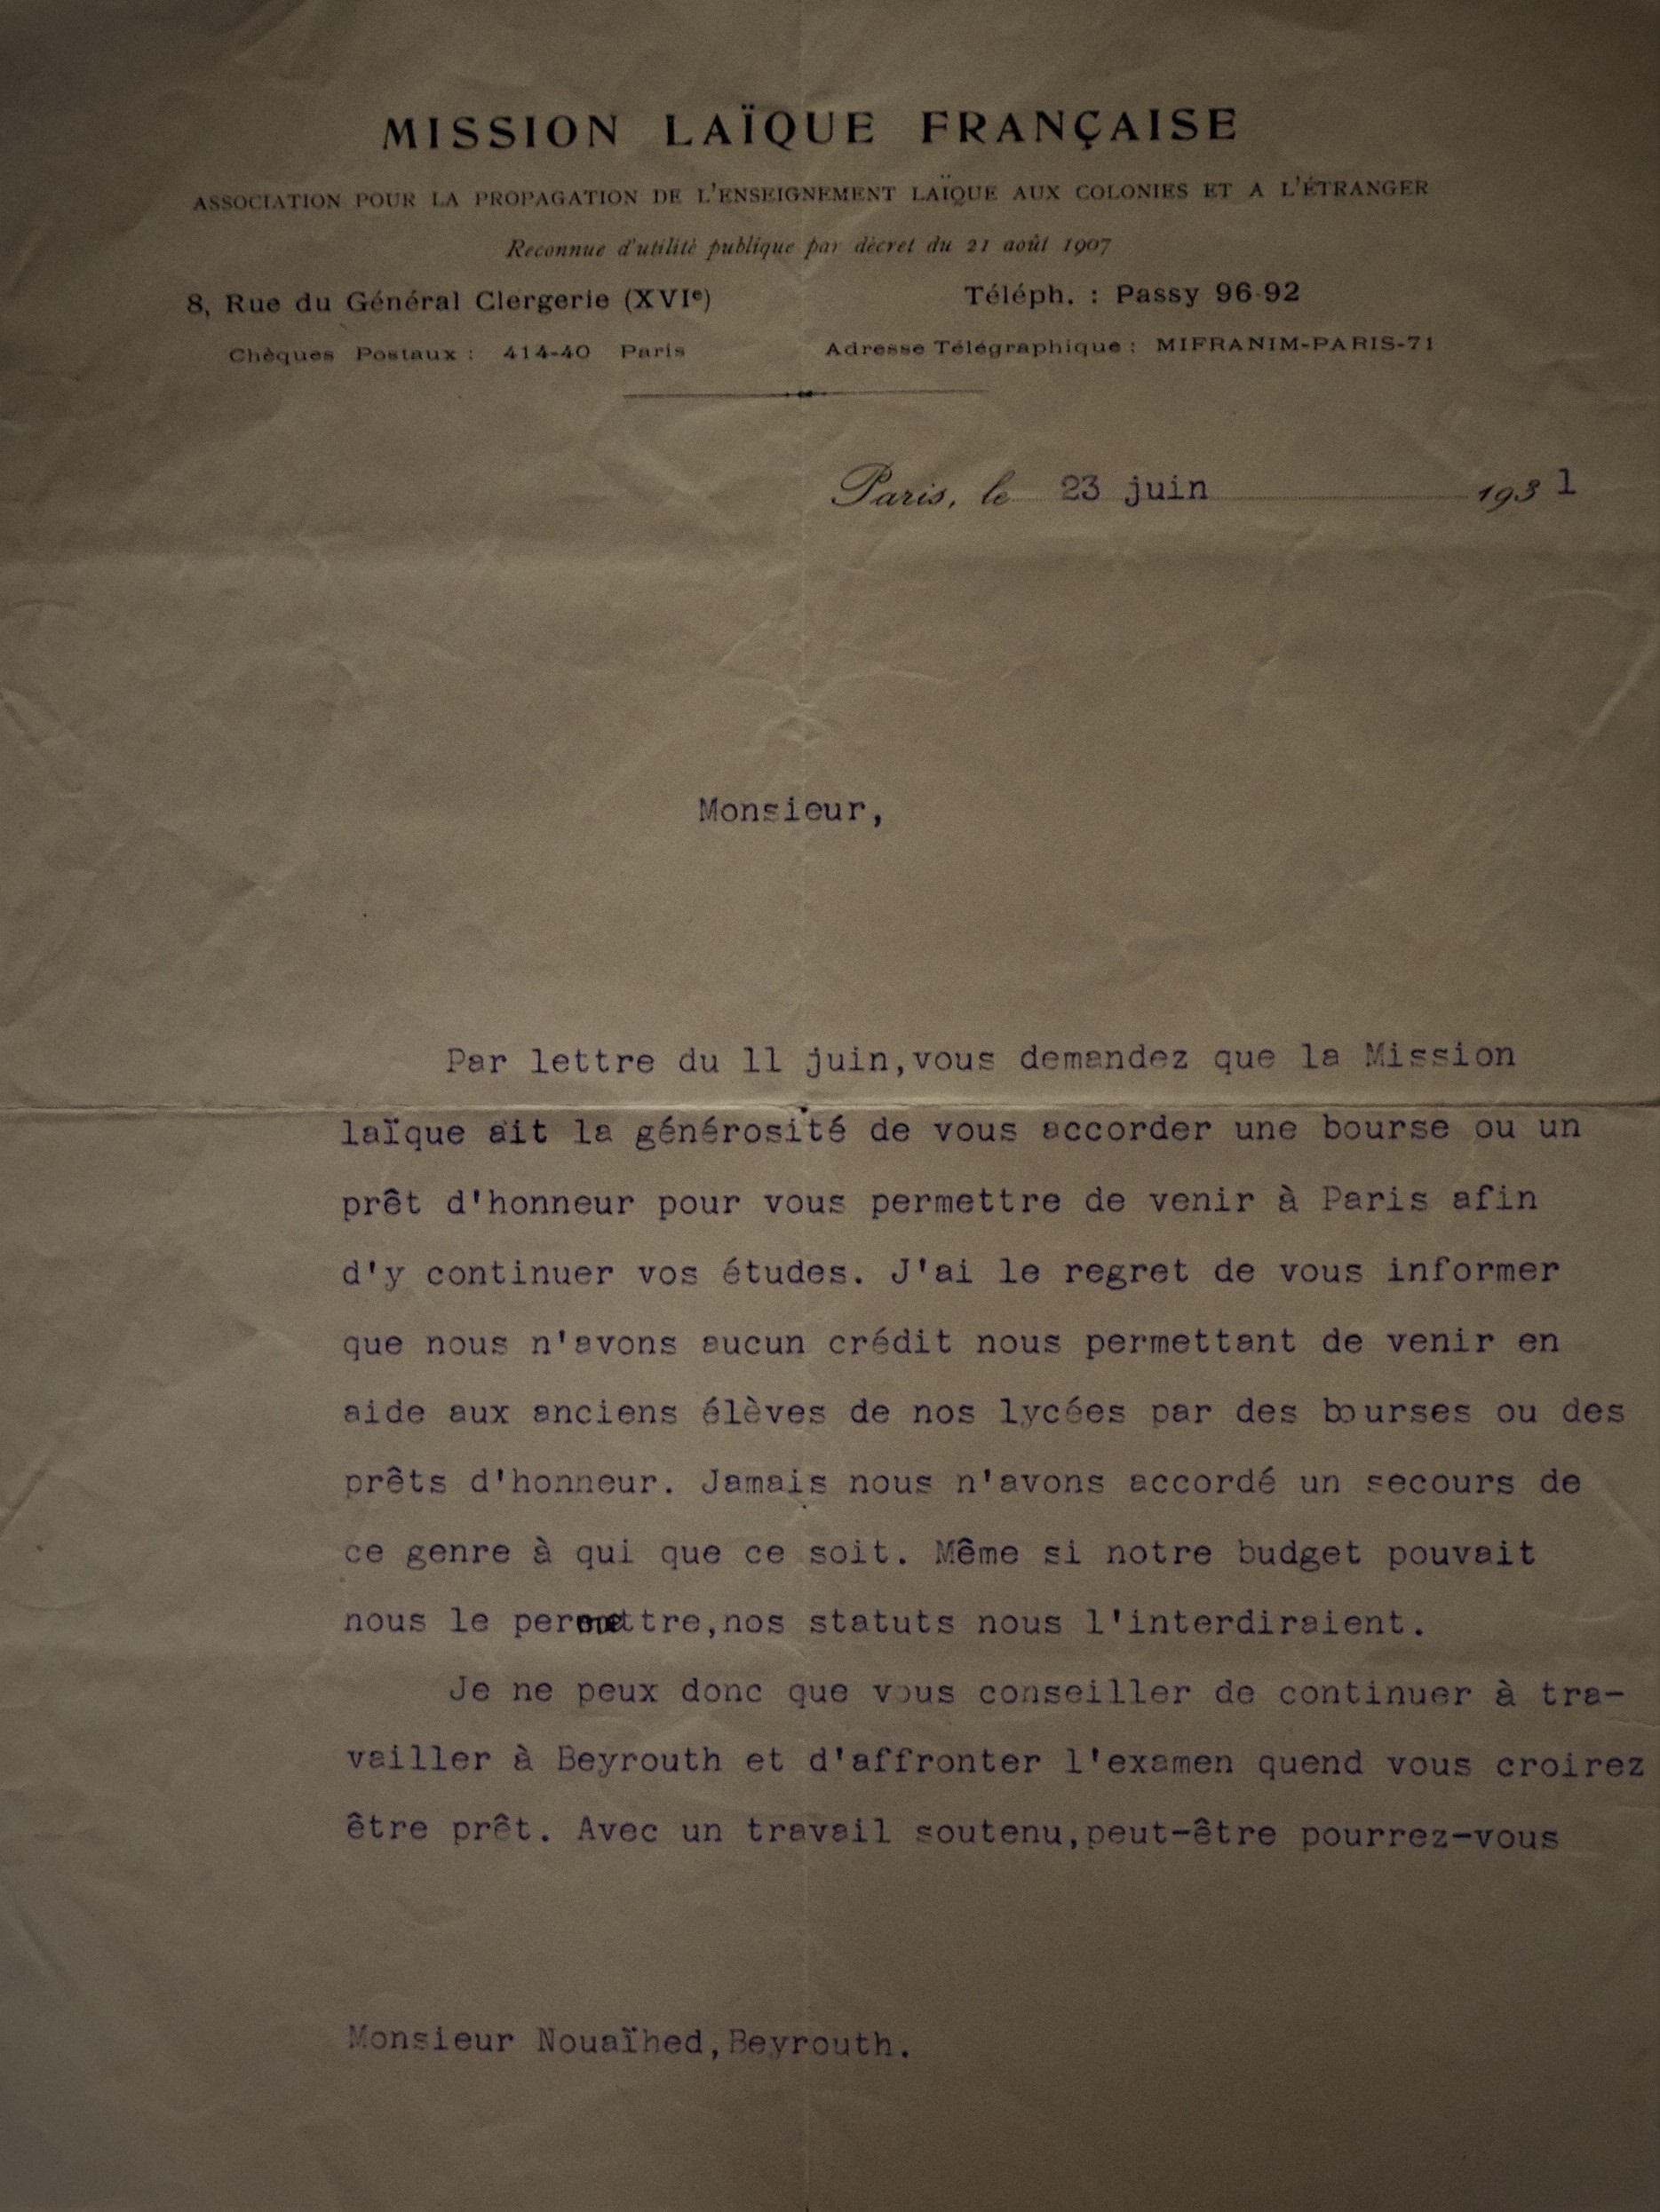 MISSION LAÏQUE FRANÇAISE
ASSOCIATION POUR LA PROPAGATION DE L'ENSEIGNEMENT LAÏQUE AUX COLONIES ET A L'ÉTRANGER
Reconnue d'utilité publique par décret du 21 août 1907
8, Rue du Général Clergerie (XVIe) Téléph. : Passy 96-92
Chèques Postaux : 414-40 Paris Adresse Télégraphique : MIFRANIM-PARIS-71
Paris, le 23 juin 1931
Monsieur,
Par lettre du 11 juin,vous demandez que la Mission
laïque ait la générosité de vous accorder une bourse ou un
prêt d'honneur pour vous permettre de venir à Paris afin
d'y continuer vos études. J'ai le regret de vous informer
que nous n'avons aucun crédit nous permettant de venir en
aide aux anciens élèves de nos lycées par des bourses ou des
prêts d'honneur. Jamais nous n'avons accordé un secours de
ce genre à qui que ce soit. Même si notre budget pouvait
nous le permettre,nos statuts nous l'interdiraient.
Je ne peux donc que vous conseiller de continuer à tra-
vailler à Beyrouth et d'affronter l'examen quend vous croirez
être prêt. Avec un travail soutenu,peut-être pourrez-vous
Monsieur Nouaïhed,Beyrouth.